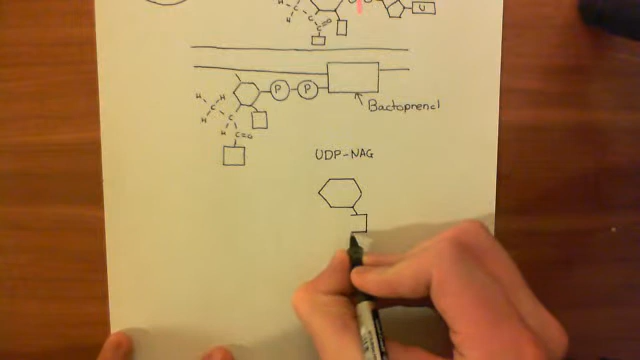 H
C
C=O
U
P P
H H
C
H
C
H C=O
Bactoprenol
UDP-NAG